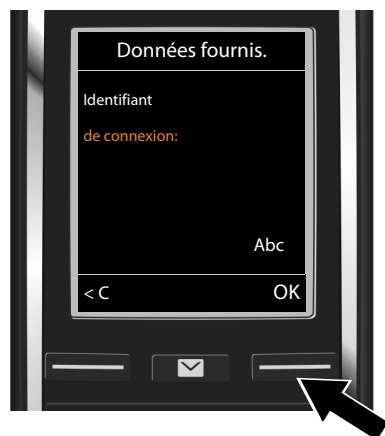 Données fournis.
Identifiant
de connexion:
Abc
< C
OK